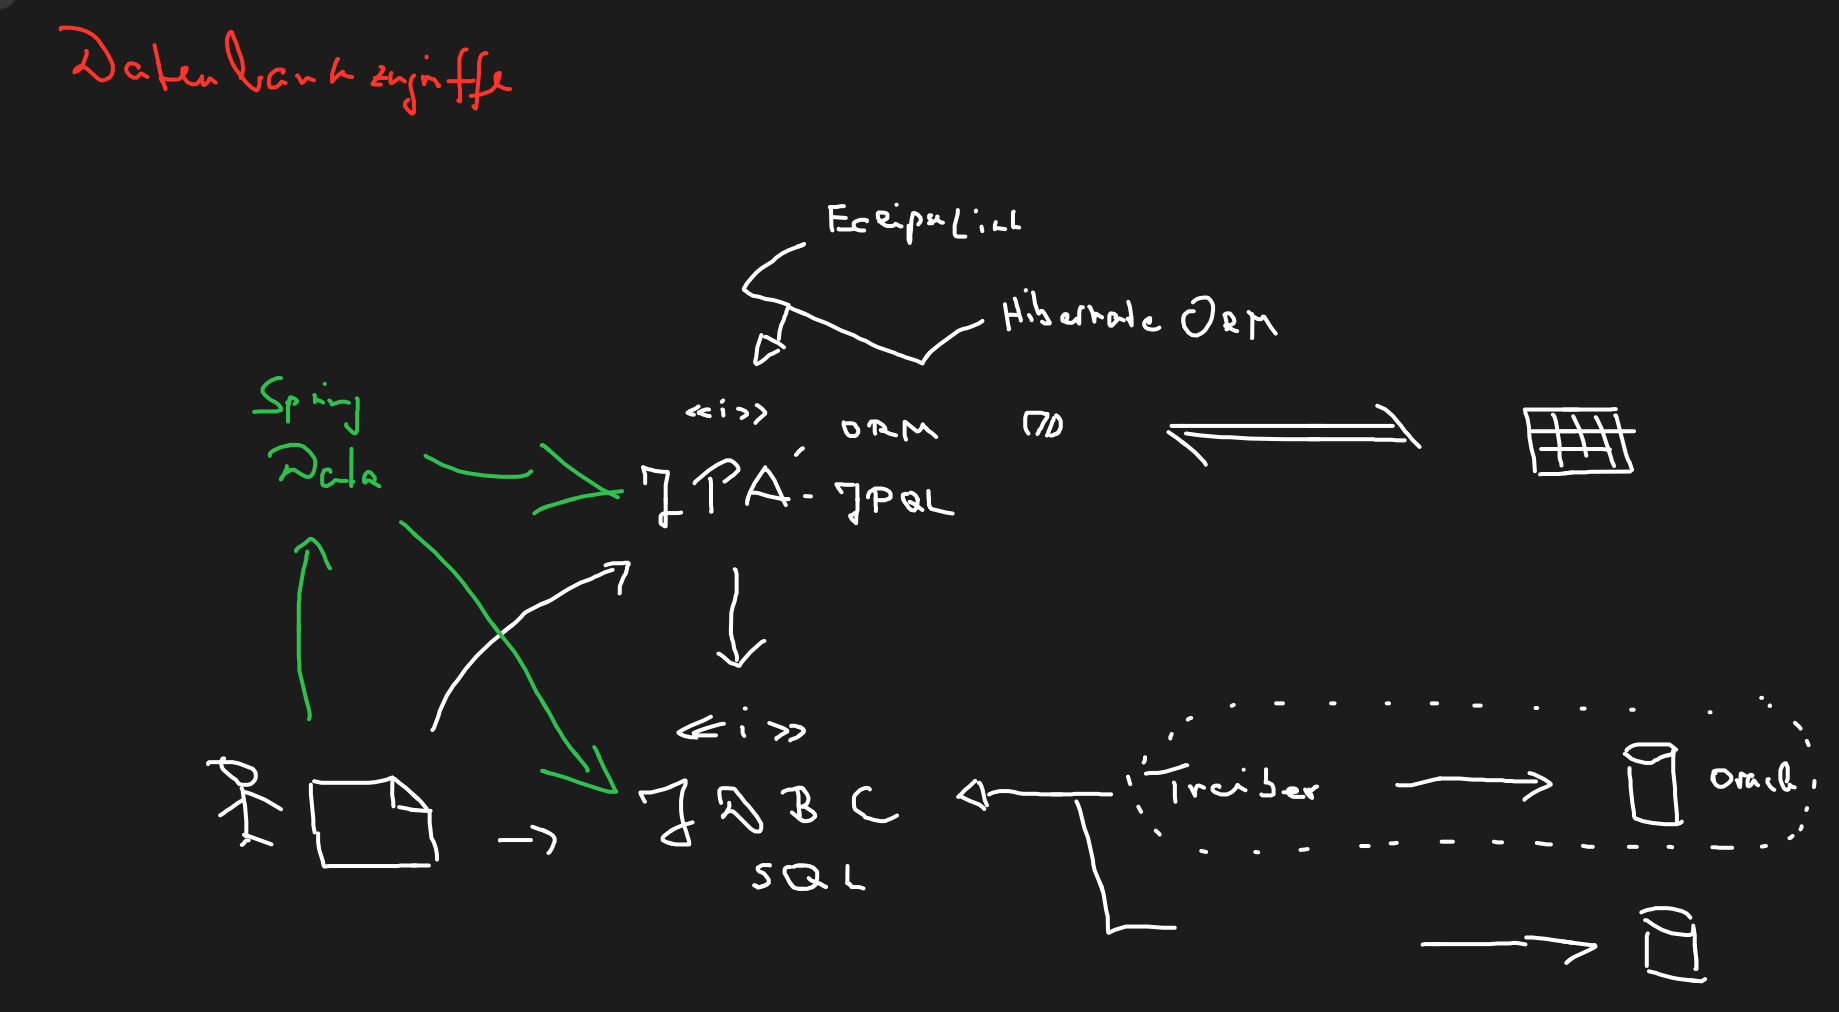 Datenbankzugriffe
EclipseLink
Hibernate ORM
Spring
Data
<<i>>
ORM
JPA - JPQL
<<i>>
JDBC
SQL
Treiber
Oracle